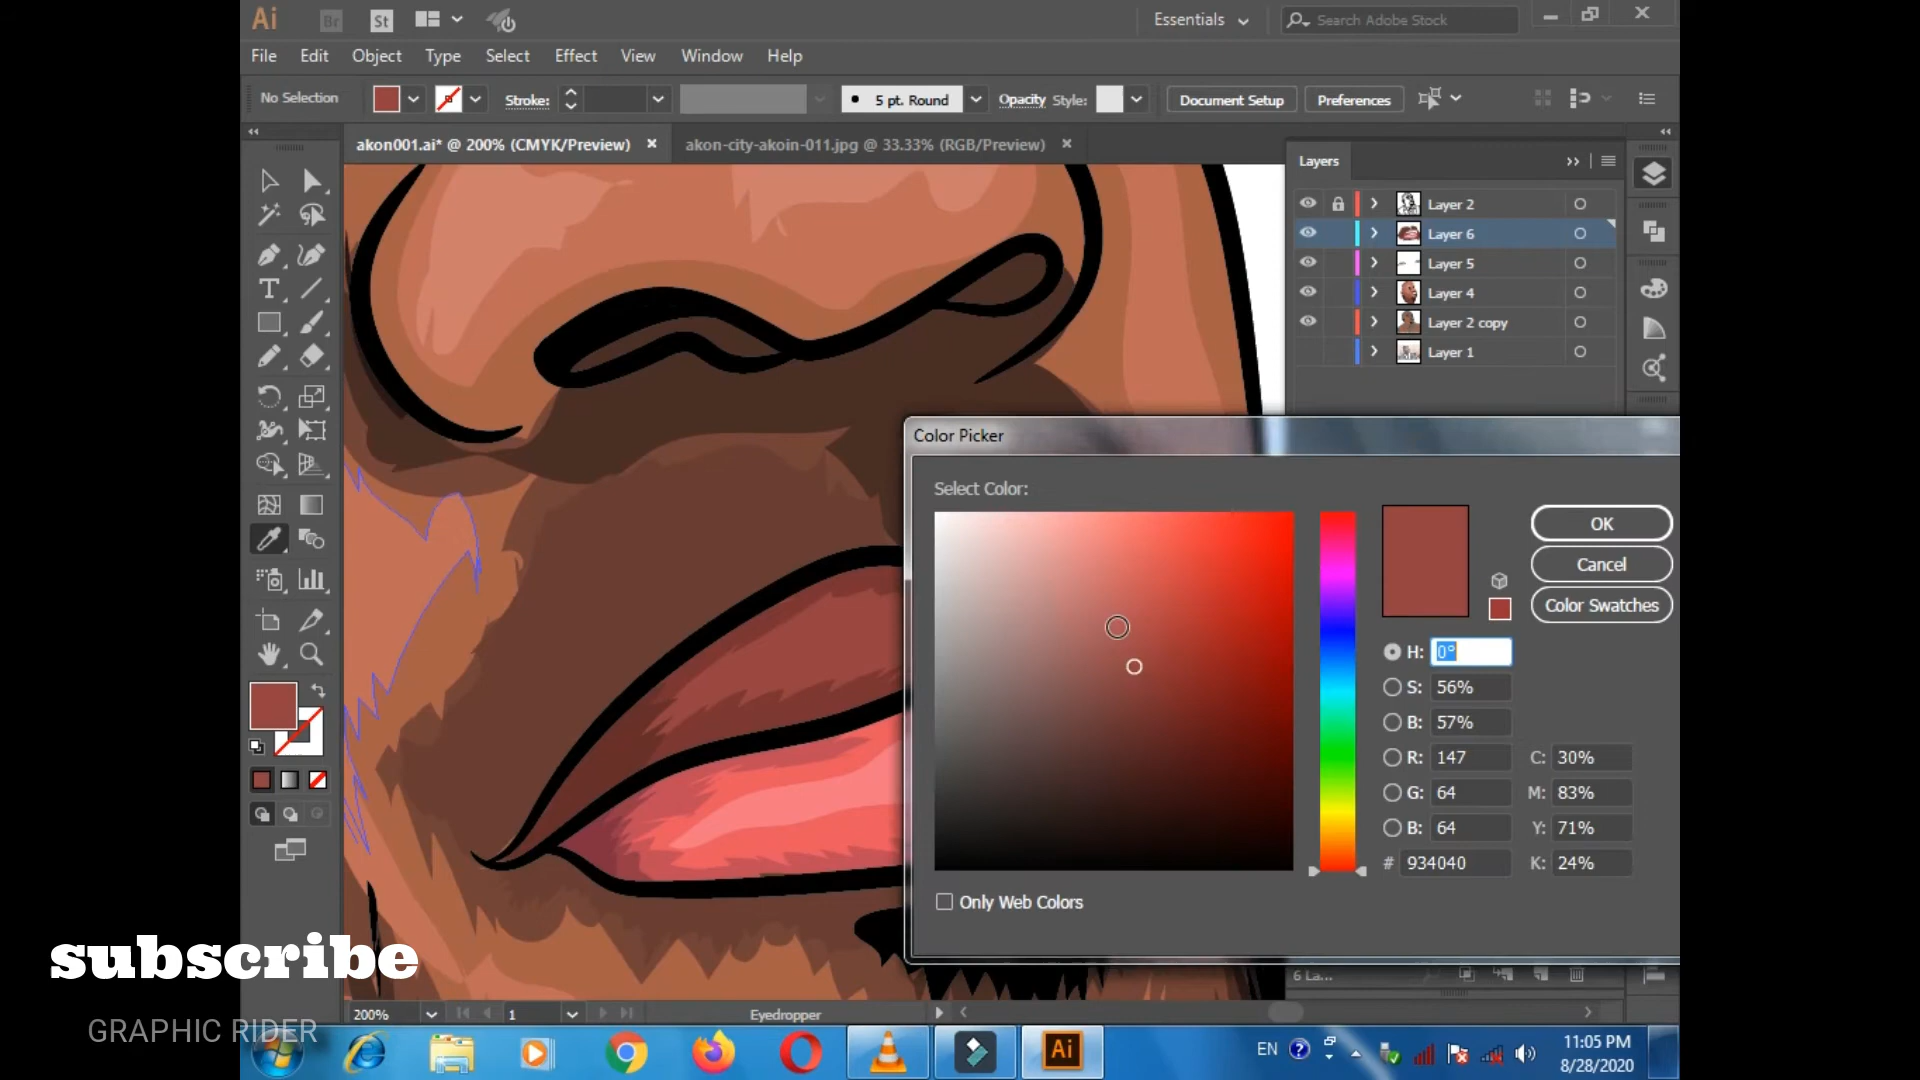 Ai Br St Essentials Search Adobe Stock
File Edit Object Type Select Effect View Window Help
No Selection Stroke: 5 pt. Round Opacity Style: Document Setup Preferences
akon001.ai* @ 200% (CMYK/Preview) akon-city-akoin-011.jpg @ 33.33% (RGB/Preview)
Layers
Layer 2
Layer 6
Layer 5
Layer 4
Layer 2 copy
Layer 1
Color Picker
Select Color:
OK
Cancel
Color Swatches
H: 0°
S: 56%
B: 57%
R: 147 C: 30%
G: 64 M: 83%
B: 64 Y: 71%
# 934040 K: 24%
Only Web Colors
6 La...
200% 1 Eyedropper
subscribe
GRAPHIC RIDER
Ai
EN
11:05 PM
8/28/2020